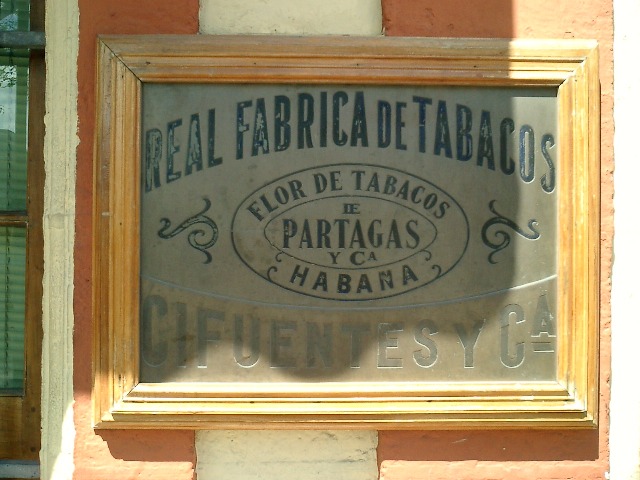 REAL FABRICA DE TABACOS
FLOR DE TABACOS
DE
PARTAGAS
Y CA
HABANA
CIFUENTES Y CA